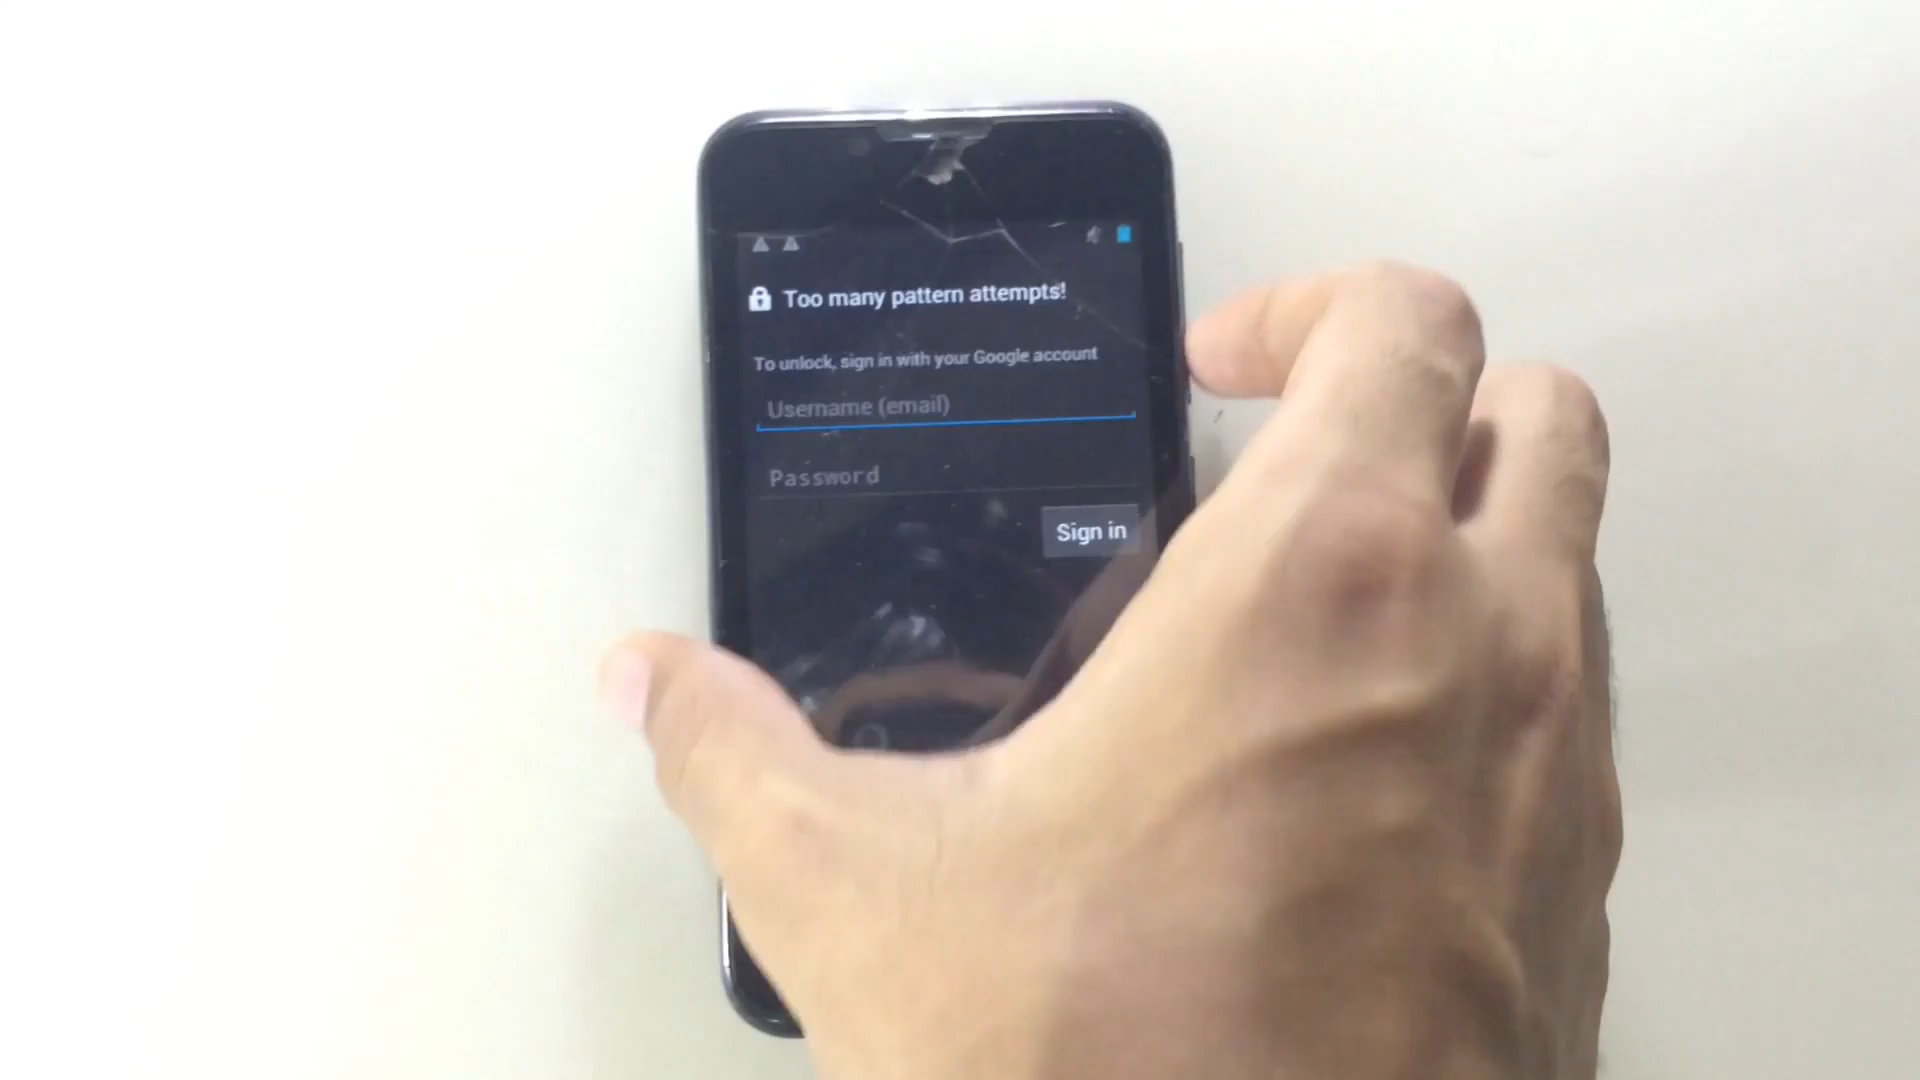 Too many pattern attempts!
To unlock, sign in with your Google account
Username (email)
Password
Sign in